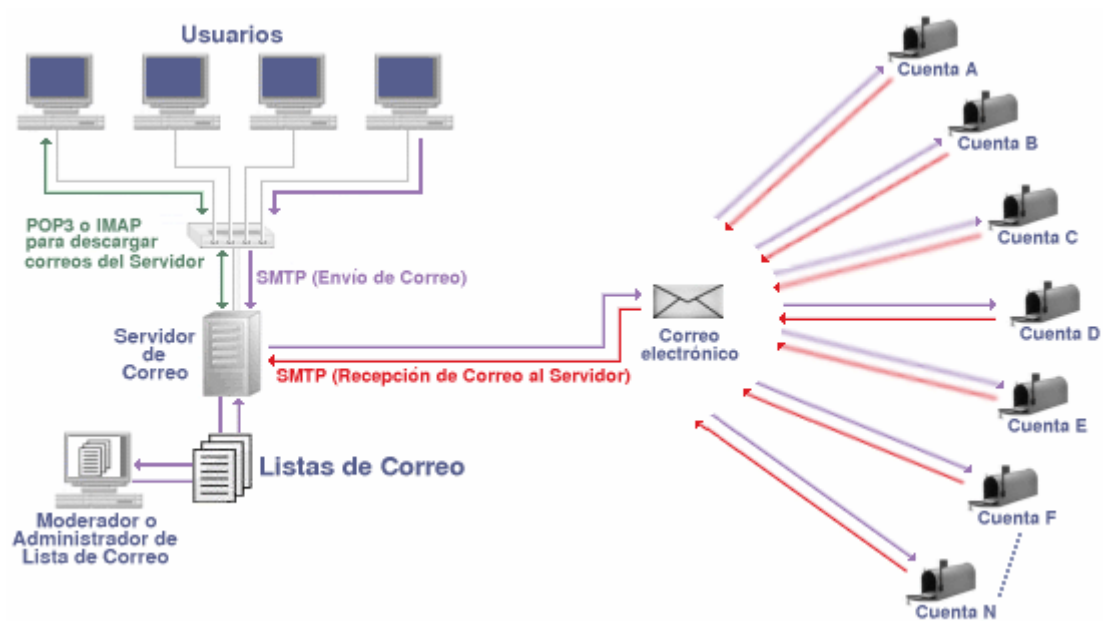 Usuarios
POP3 o IMAP
para descargar
correos del Servidor
SMTP (Envío de Correo)
Servidor
de
Correo
SMTP (Recepción de Correo al Servidor)
Correo
electrónico
Listas de Correo
Moderador o
Administrador de
Lista de Correo
Cuenta A
Cuenta B
Cuenta C
Cuenta D
Cuenta E
Cuenta F
Cuenta N